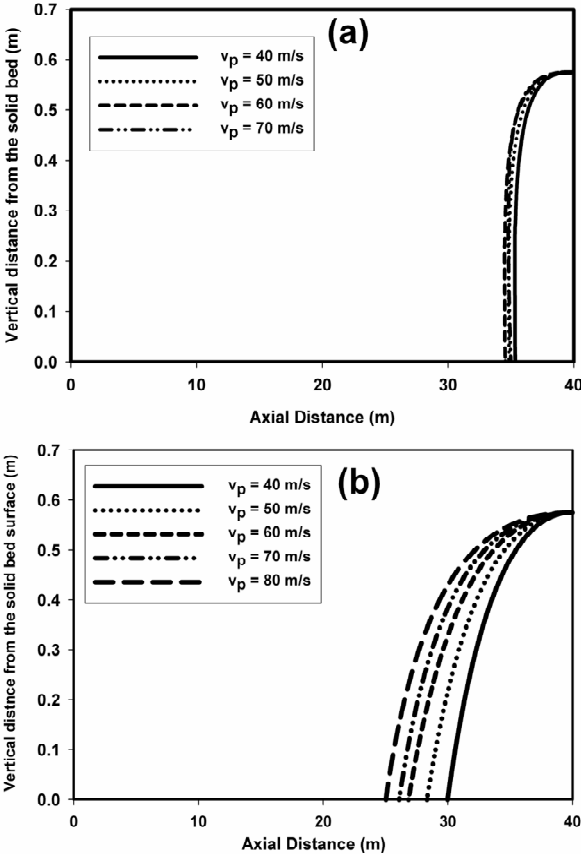 (a)
v_p = 40 m/s
v_p = 50 m/s
v_p = 60 m/s
v_p = 70 m/s
Vertical distance from the solid bed (m)
0.7
0.6
0.5
0.4
0.3
0.2
0.1
0.0
0 10 20 30 40
Axial Distance (m)
(b)
v_p = 40 m/s
v_p = 50 m/s
v_p = 60 m/s
v_p = 70 m/s
v_p = 80 m/s
Vertical distnce from the solid bed surface (m)
0.7
0.6
0.5
0.4
0.3
0.2
0.1
0.0
0 10 20 30 40
Axial Distance (m)